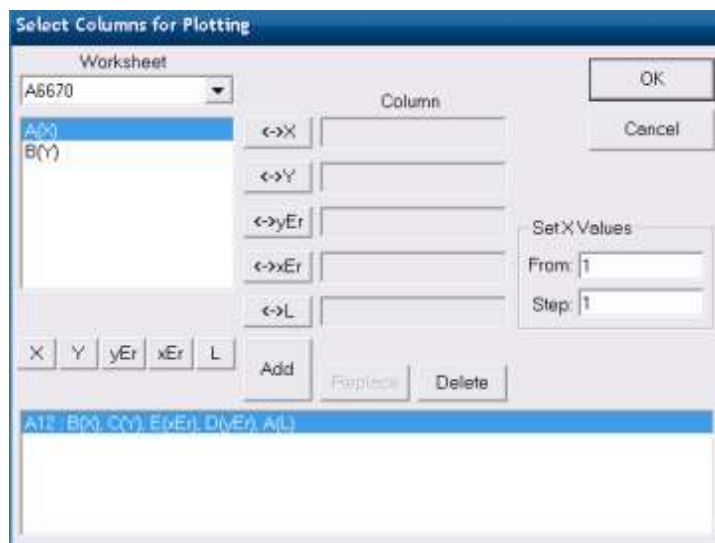 Select Columns for Plotting
Worksheet
A6670
A(X)
B(Y)
Column
<->X
<->Y
<->yEr
<->xEr
<->L
OK
Cancel
Set X Values
From: 1
Step: 1
X Y yEr xEr L
Add
Replace
Delete
A12 : B(X), C(Y), E(xEr), D(yEr), A(L)